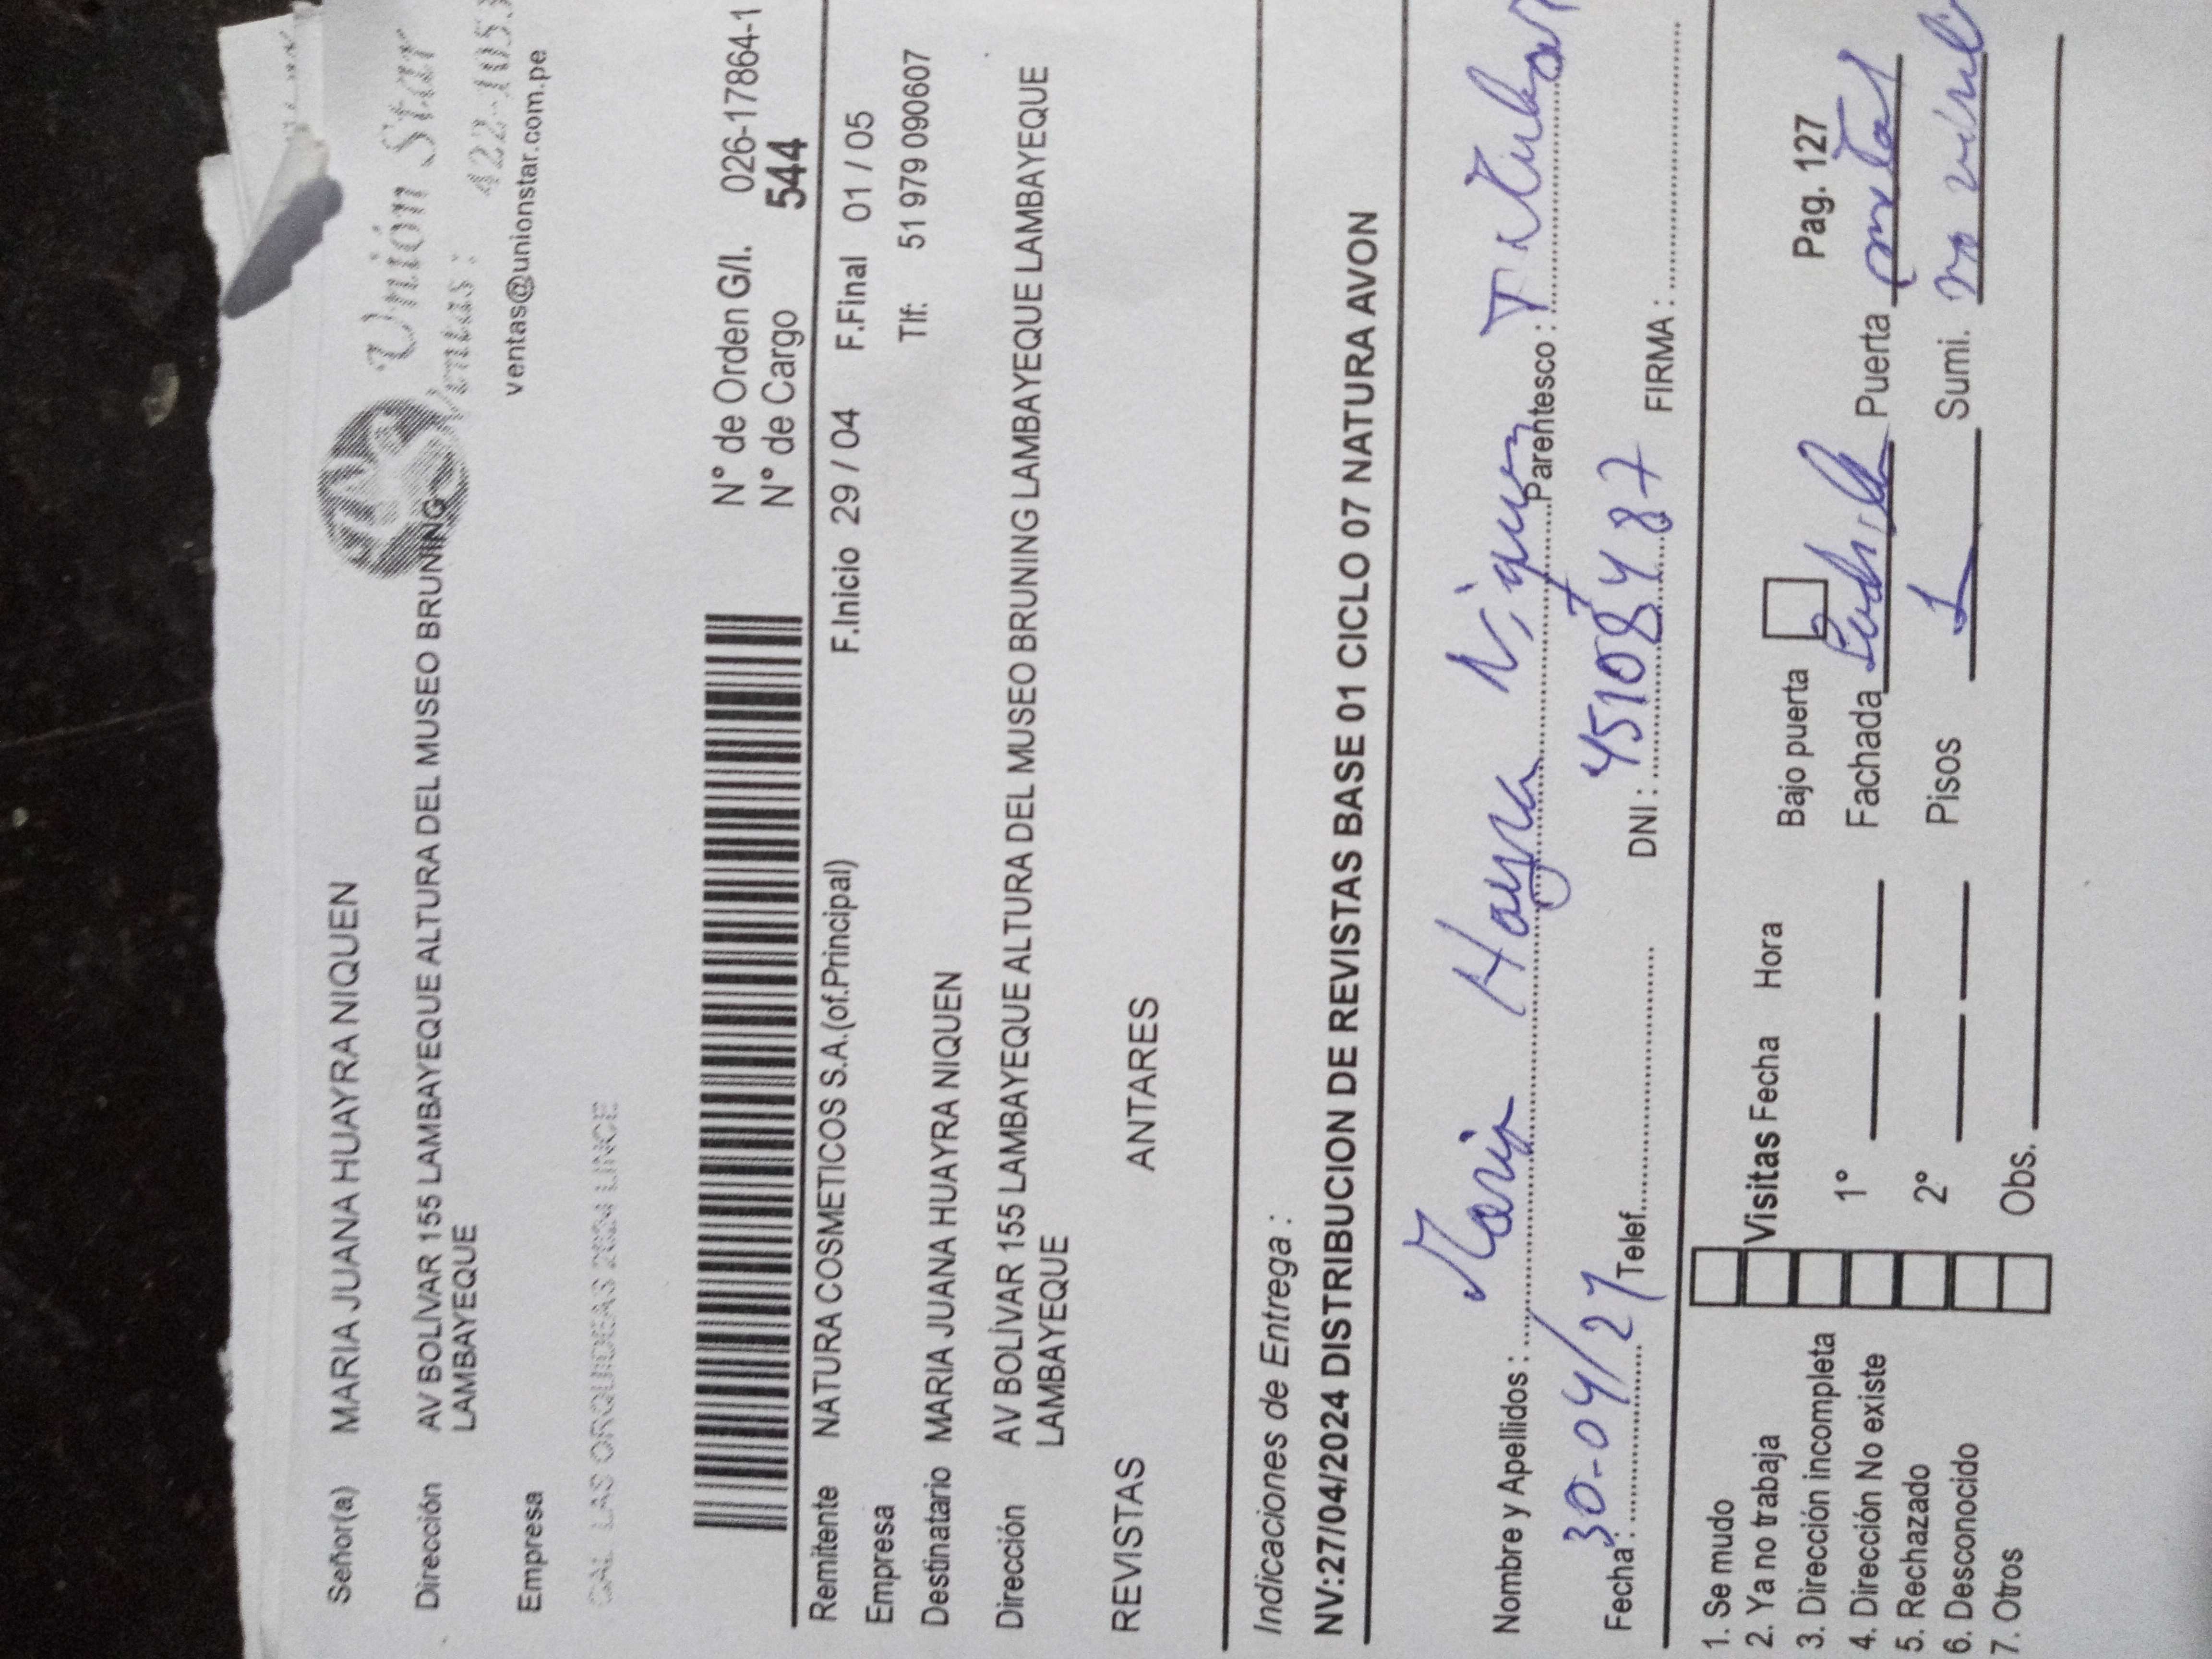 Unión Star
Ventas : 422-1053
ventas@unionstar.com.pe
Señor(a) MARIA JUANA HUAYRA NIQUEN
Dirección AV BOLÍVAR 155 LAMBAYEQUE ALTURA DEL MUSEO BRUNING
LAMBAYEQUE
Empresa
CAL LAS ORQUIDEAS LINCE
N° de Orden G/I. 026-17864-1
N° de Cargo 544
Remitente NATURA COSMETICOS S.A.(of.Principal) F.Inicio 29 / 04 F.Final 01 / 05
Empresa Tlf: 51 979 090607
Destinatario MARIA JUANA HUAYRA NIQUEN
Dirección AV BOLÍVAR 155 LAMBAYEQUE ALTURA DEL MUSEO BRUNING LAMBAYEQUE LAMBAYEQUE LAMBAYEQUE
LAMBAYEQUE
REVISTAS ANTARES
Indicaciones de Entrega :
NV:27/04/2024 DISTRIBUCION DE REVISTAS BASE 01 CICLO 07 NATURA AVON
Nombre y Apellidos : Maria Hayra Niquen Parentesco :
Fecha : 30-04/24 Telef. DNI : 45108487 FIRMA :
1. Se mudo
2. Ya no trabaja Visitas Fecha Hora Bajo puerta Pag. 127
3. Dirección incompleta 1° Fachada Puerta metal
4. Dirección No existe
5. Rechazado 2° Pisos 1 Sumi. no visible
6. Desconocido
7. Otros Obs.